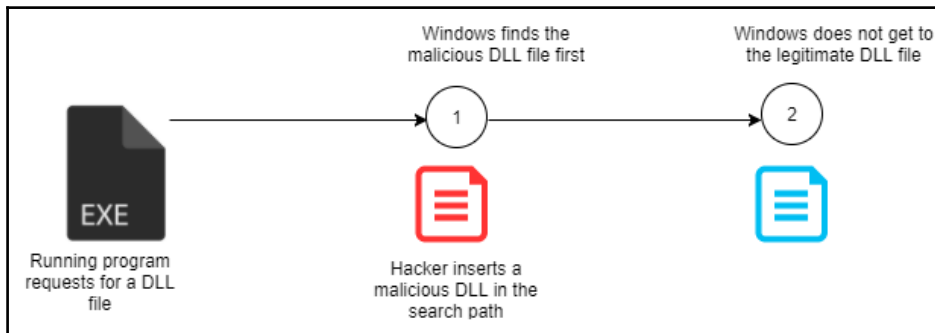 Windows finds the
malicious DLL file first
Windows does not get to
the legitimate DLL file
1
2
EXE
Running program
requests for a DLL
file
Hacker inserts a
malicious DLL in the
search path